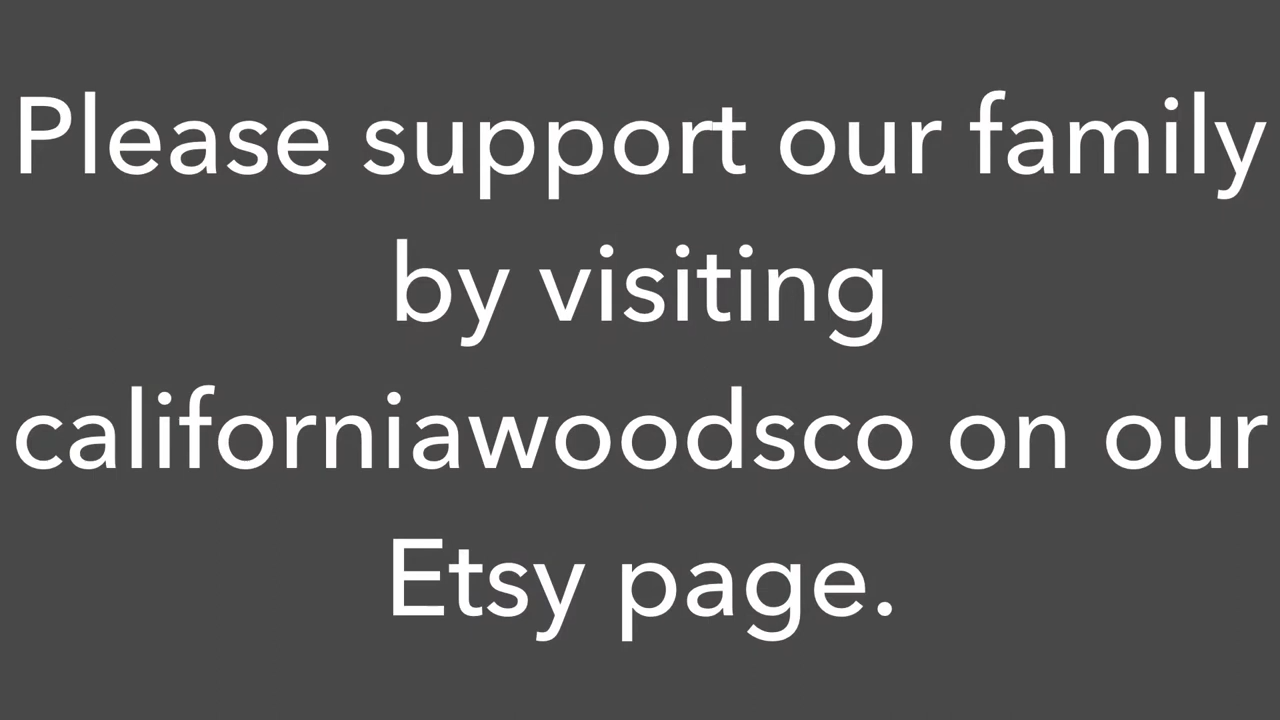 Please support our family
by visiting
californiawoodsco on our
Etsy page.